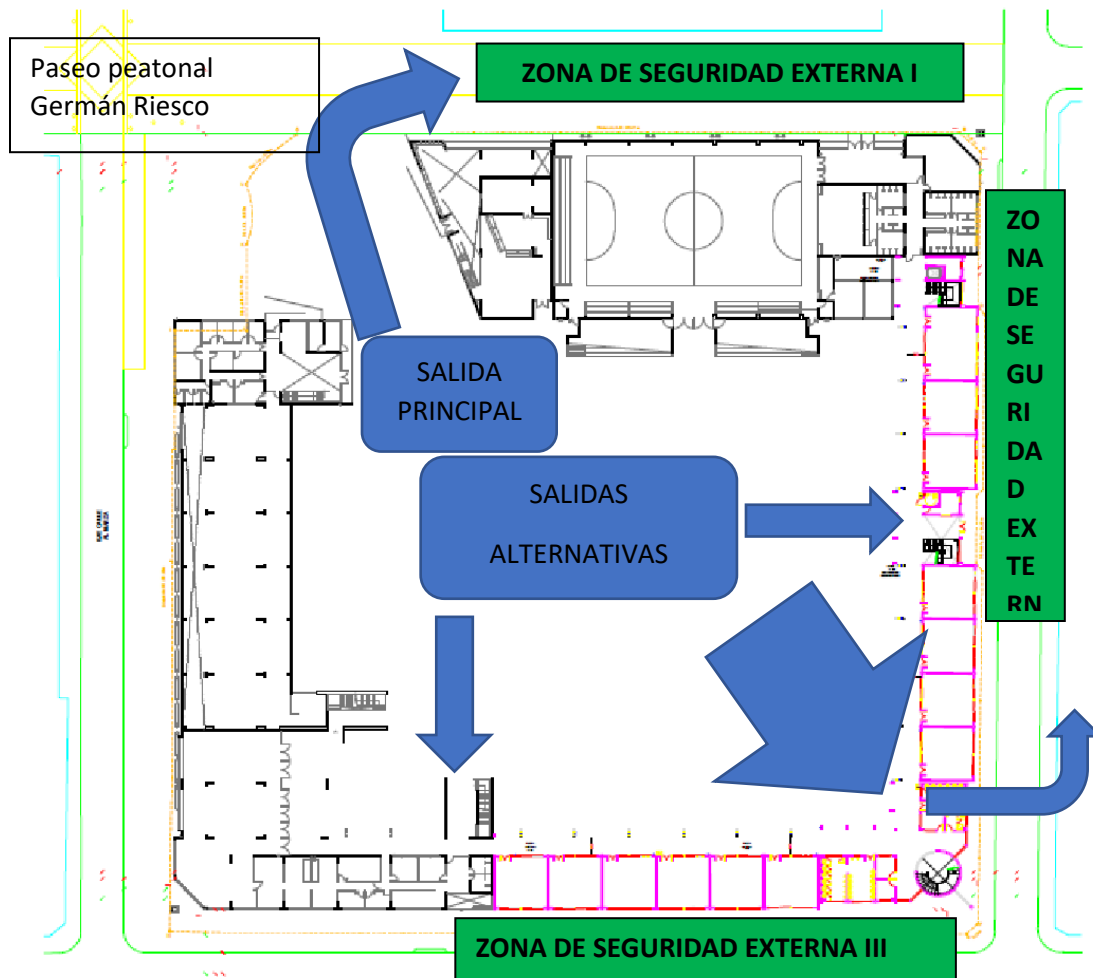 Paseo peatonal
Germán Riesco
ZONA DE SEGURIDAD EXTERNA I
ZO
NA
DE
SE
GU
RI
DA
D
EX
TE
RN
SALIDA
PRINCIPAL
SALIDAS
ALTERNATIVAS
ZONA DE SEGURIDAD EXTERNA III